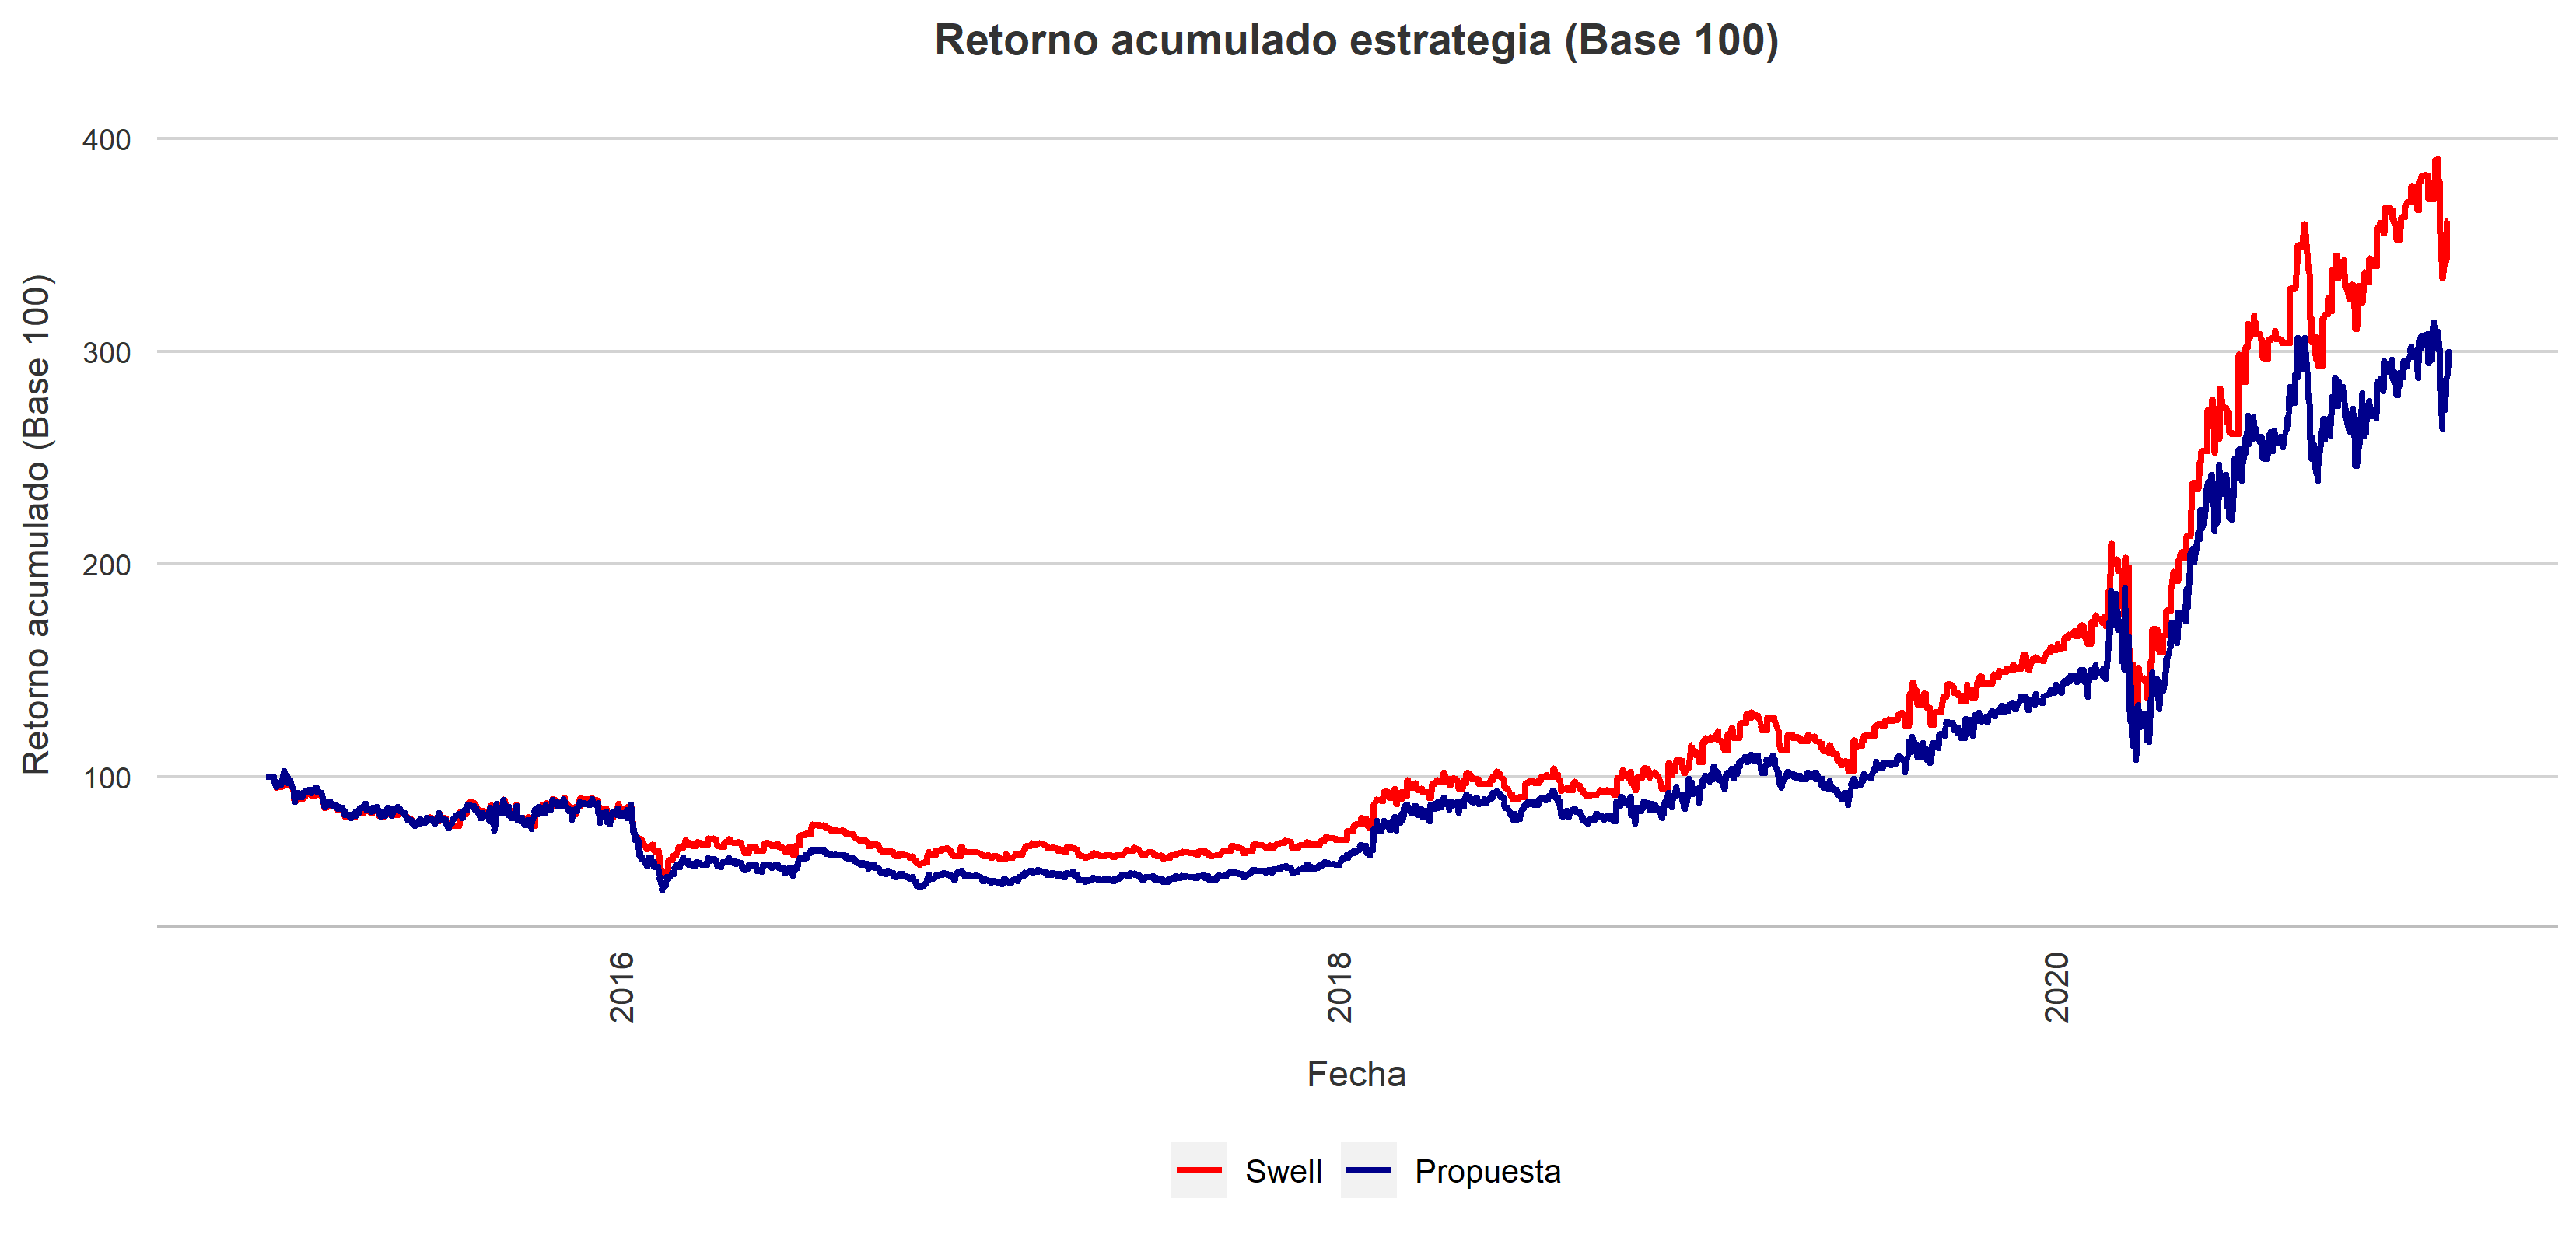 Retorno acumulado estrategia (Base 100)
Retorno acumulado (Base 100)
400
300
200
100
2016
2018
2020
Fecha
Swell
Propuesta